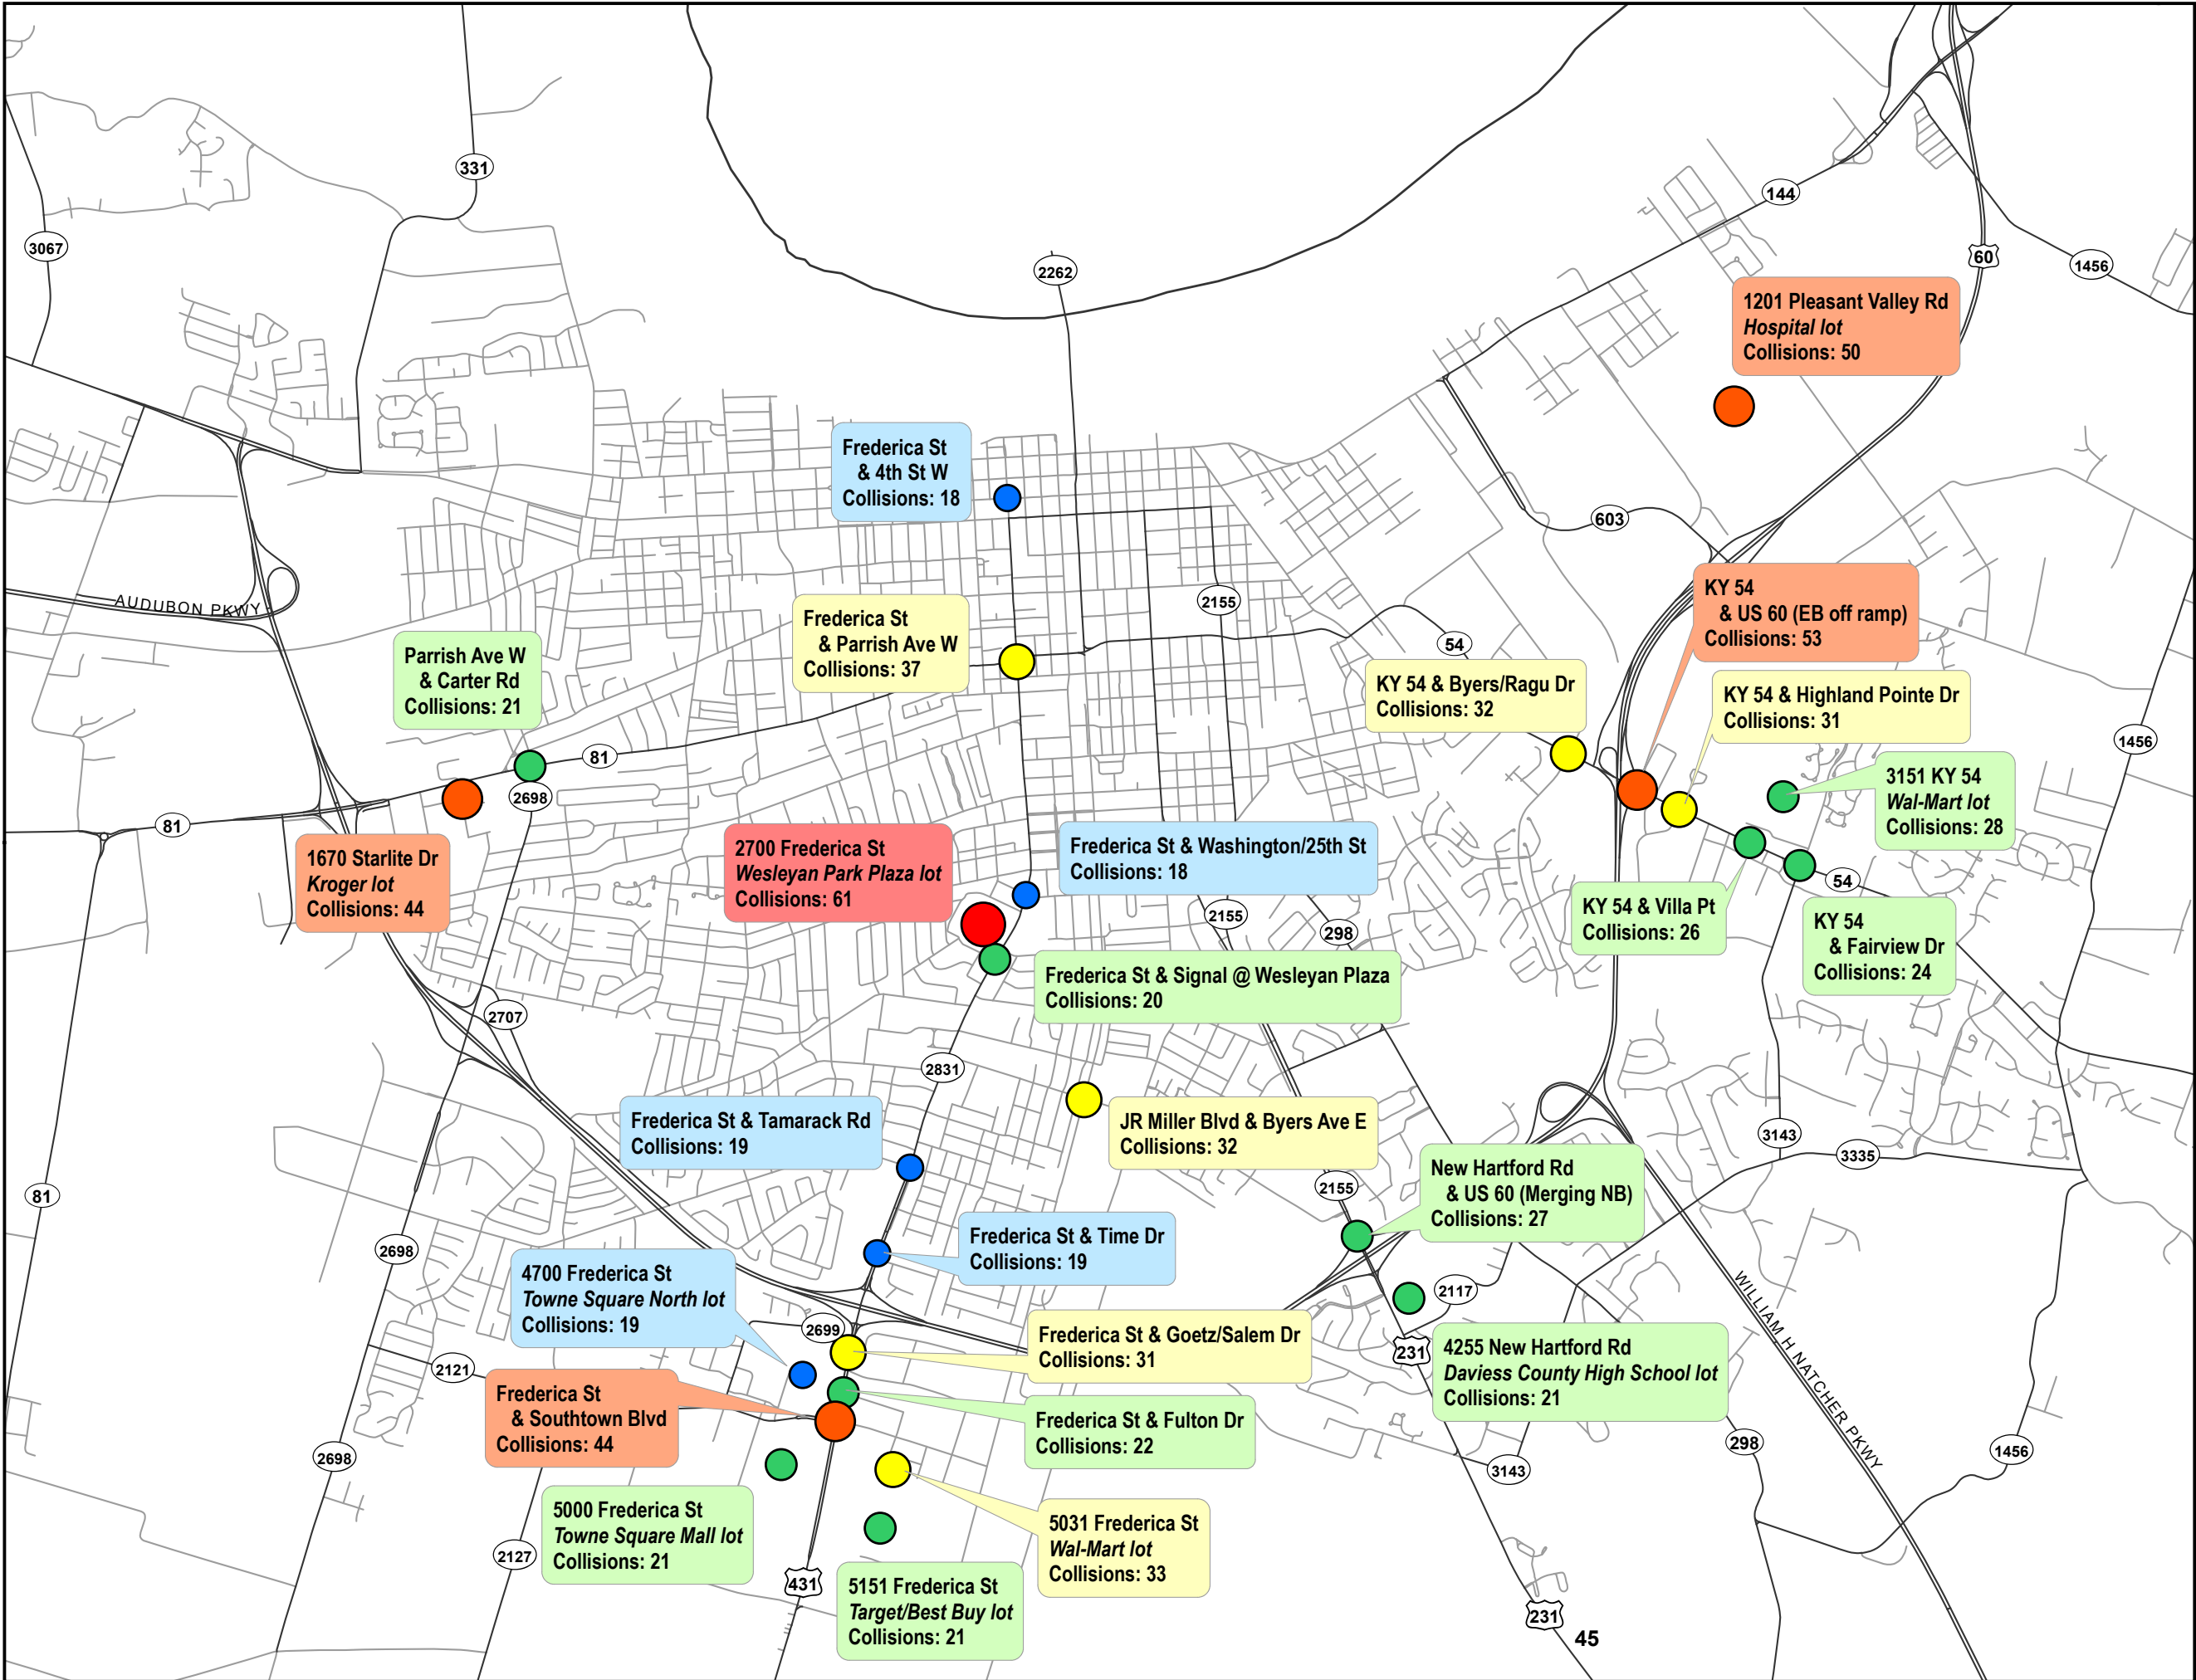 331
144
3067
60
1456
2262
1201 Pleasant Valley Rd
Hospital lot
Collisions: 50
Frederica St
& 4th St W
Collisions: 18
603
AUDUBON PKWY
2155
KY 54
& US 60 (EB off ramp)
Collisions: 53
Frederica St
& Parrish Ave W
Collisions: 37
54
Parrish Ave W
& Carter Rd
Collisions: 21
KY 54 & Byers/Ragu Dr
Collisions: 32
KY 54 & Highland Pointe Dr
Collisions: 31
1456
81
2698
3151 KY 54
Wal-Mart lot
Collisions: 28
81
1670 Starlite Dr
Kroger lot
Collisions: 44
2700 Frederica St
Wesleyan Park Plaza lot
Collisions: 61
Frederica St & Washington/25th St
Collisions: 18
54
KY 54 & Villa Pt
Collisions: 26
KY 54
& Fairview Dr
Collisions: 24
2155
298
Frederica St & Signal @ Wesleyan Plaza
Collisions: 20
2707
2831
Frederica St & Tamarack Rd
Collisions: 19
JR Miller Blvd & Byers Ave E
Collisions: 32
3143
3335
New Hartford Rd
& US 60 (Merging NB)
Collisions: 27
2155
81
2698
Frederica St & Time Dr
Collisions: 19
4700 Frederica St
Towne Square North lot
Collisions: 19
2117
WILLIAM H NATCHER PKWY
2699
Frederica St & Goetz/Salem Dr
Collisions: 31
231
4255 New Hartford Rd
Daviess County High School lot
Collisions: 21
2121
Frederica St
& Southtown Blvd
Collisions: 44
Frederica St & Fulton Dr
Collisions: 22
298
1456
2698
3143
5000 Frederica St
Towne Square Mall lot
Collisions: 21
5031 Frederica St
Wal-Mart lot
Collisions: 33
2127
431
5151 Frederica St
Target/Best Buy lot
Collisions: 21
231
45